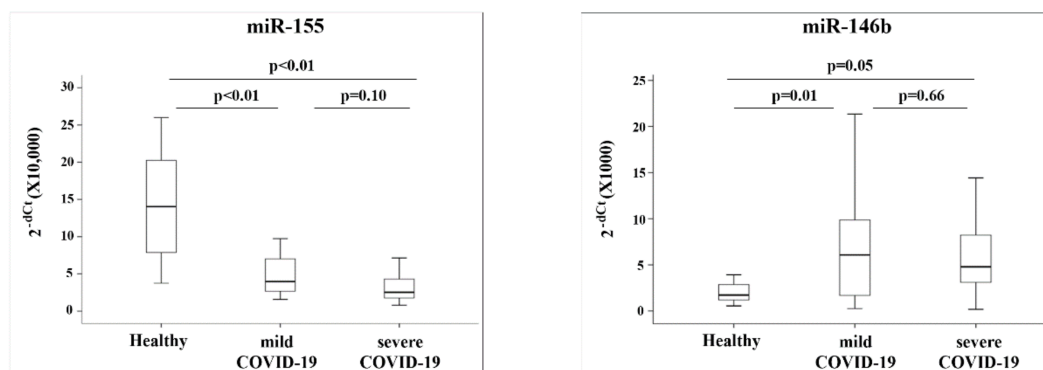 miR-155
p<0.01
p<0.01
p=0.10
2^-dCt (X10,000)
30
25
20
15
10
5
0
Healthy
mild
COVID-19
severe
COVID-19
miR-146b
p=0.05
p=0.01
p=0.66
2^-dCt (X1000)
25
20
15
10
5
0
Healthy
mild
COVID-19
severe
COVID-19